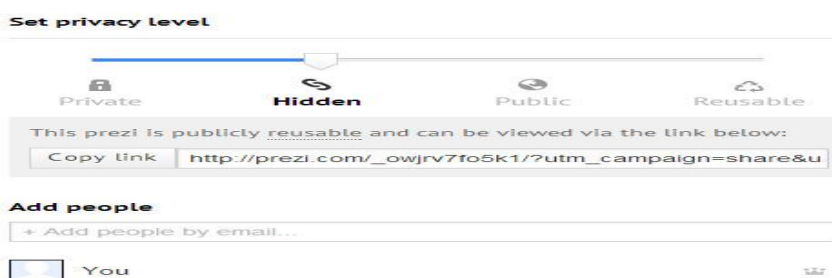 Set privacy level
Private Hidden Public Reusable
This prezi is publicly reusable and can be viewed via the link below:
Copy link http://prezi.com/_owjrv7fo5k1/?utm_campaign=share&u
Add people
+ Add people by email...
You